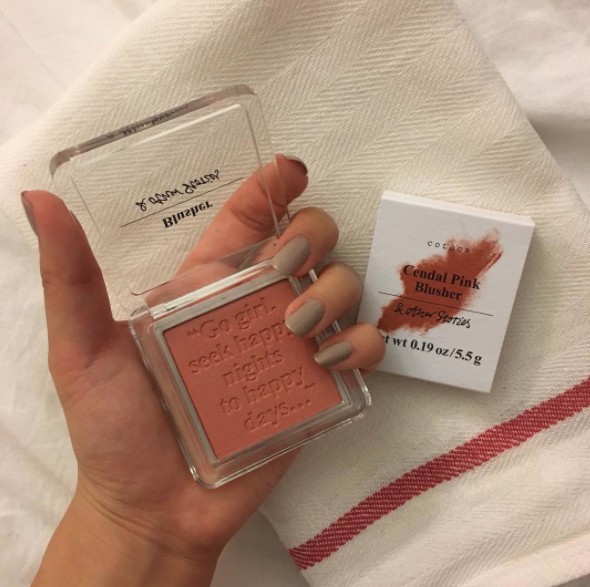 & other Stories
Blusher
"Go girl,
seek happy
nights
to happy
days..."
cotéca
Cendal Pink
Blusher
& other Stories
et wt 0.19 oz/5.5 g